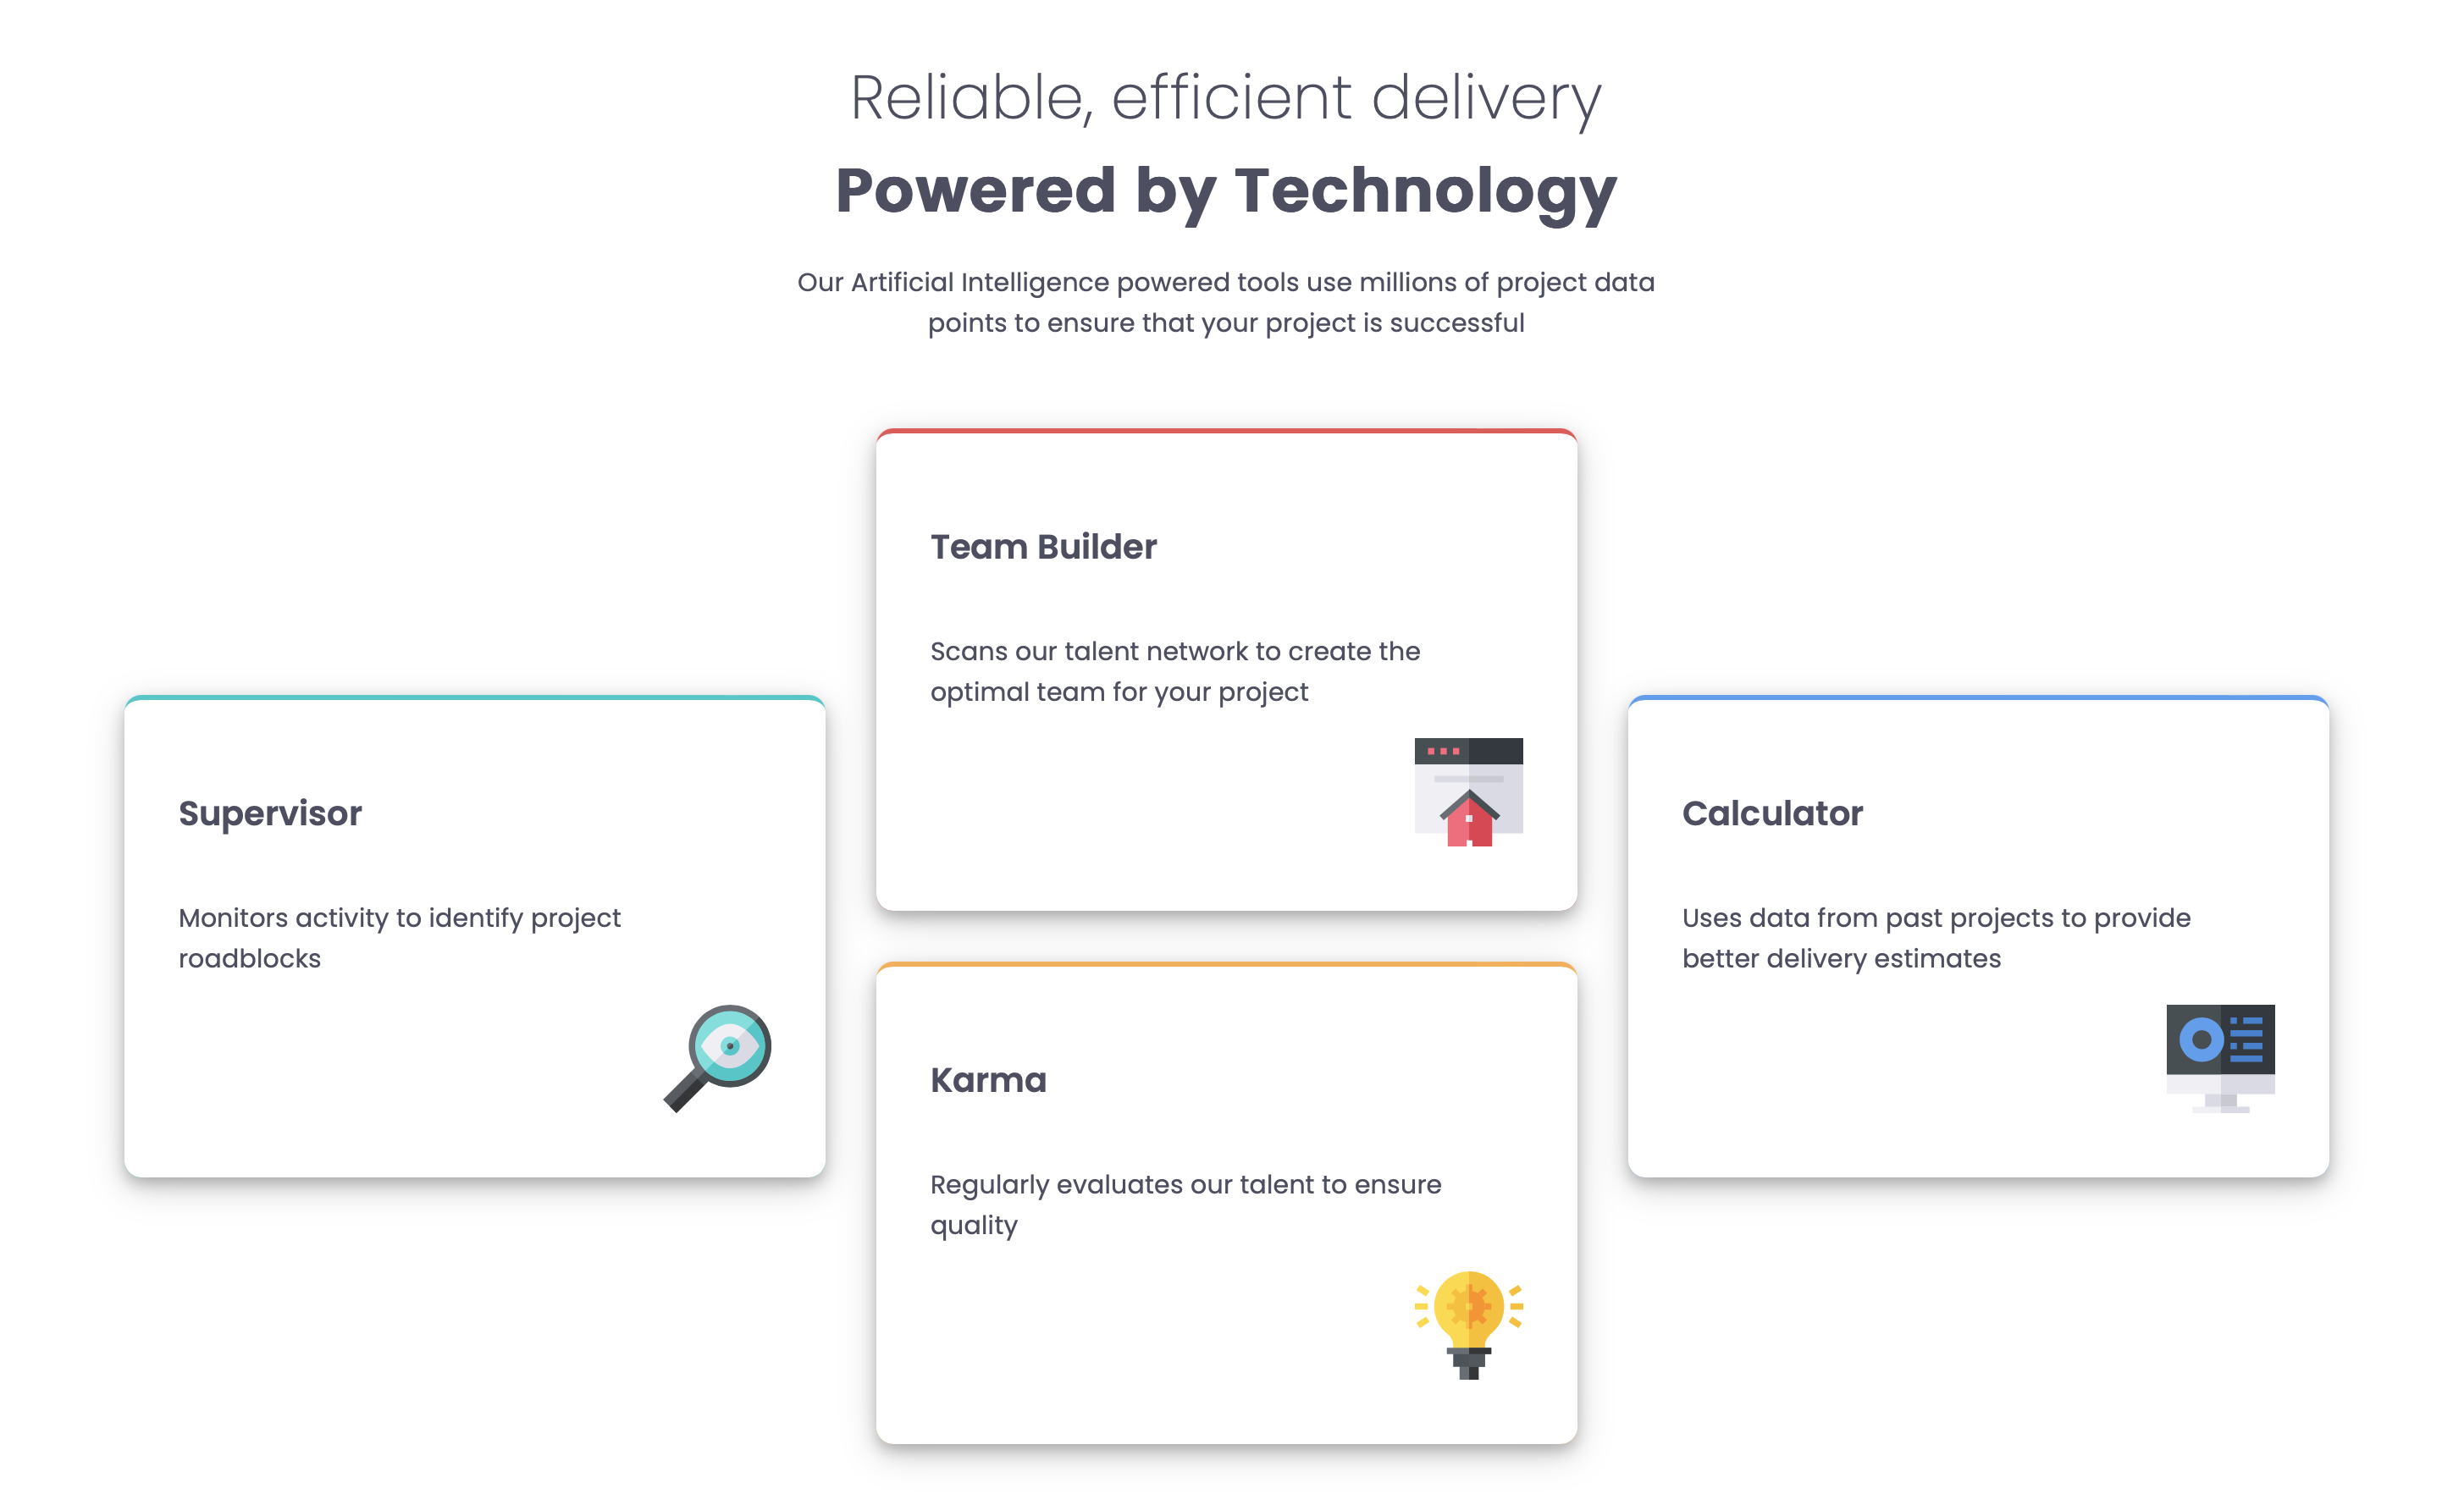 Reliable, efficient delivery
Powered by Technology
Our Artificial Intelligence powered tools use millions of project data
points to ensure that your project is successful
Supervisor
Monitors activity to identify project
roadblocks
Team Builder
Scans our talent network to create the
optimal team for your project
Karma
Regularly evaluates our talent to ensure
quality
Calculator
Uses data from past projects to provide
better delivery estimates